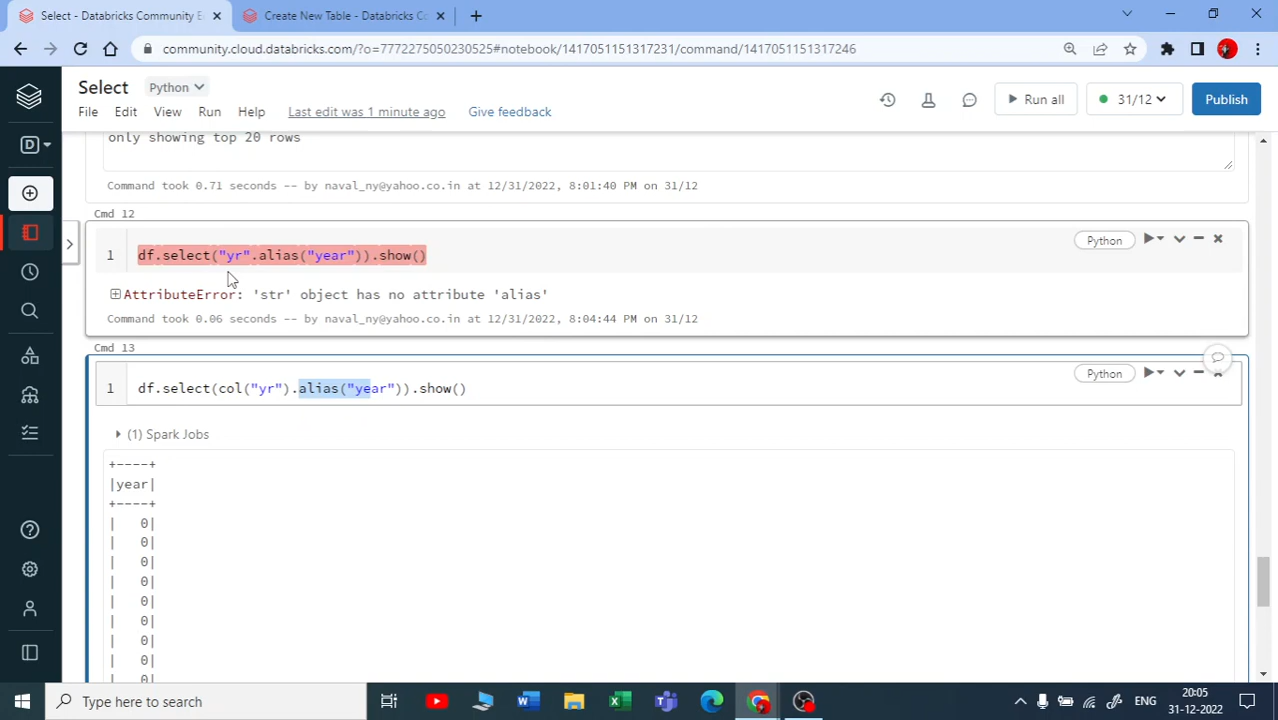 Select - Databricks Community E
Create New Table - Databricks Co
community.cloud.databricks.com/?o=7772275050230525#notebook/1417051151317231/command/1417051151317246
Select Python
File Edit View Run Help Last edit was 1 minute ago Give feedback
Run all
31/12
Publish
D
only showing top 20 rows
Command took 0.71 seconds -- by naval_ny@yahoo.co.in at 12/31/2022, 8:01:40 PM on 31/12
Cmd 12
1 df.select("yr".alias("year")).show()
Python
AttributeError: 'str' object has no attribute 'alias'
Command took 0.06 seconds -- by naval_ny@yahoo.co.in at 12/31/2022, 8:04:44 PM on 31/12
Cmd 13
1 df.select(col("yr").alias("year")).show()
Python
(1) Spark Jobs
+----+
|year|
+----+
| 0|
| 0|
| 0|
| 0|
| 0|
| 0|
| 0|
| 0|
| 0|
Type here to search
ENG
20:05
31-12-2022